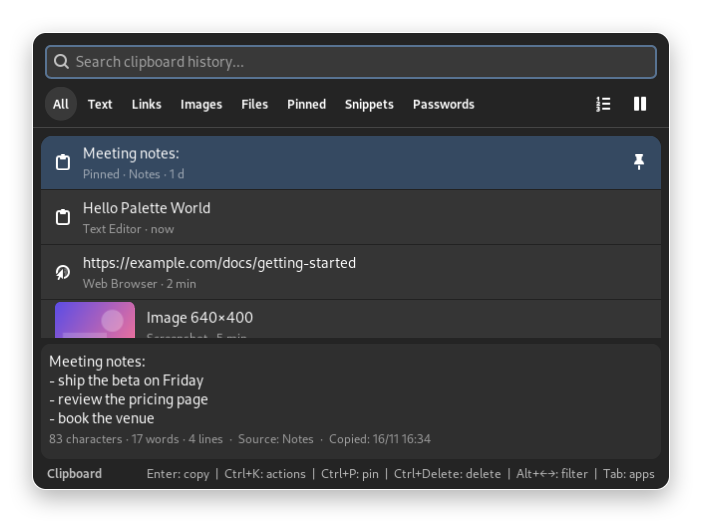 Search clipboard history...
All Text Links Images Files Pinned Snippets Passwords
Meeting notes:
Pinned · Notes · 1 d
Hello Palette World
Text Editor · now
https://example.com/docs/getting-started
Web Browser · 2 min
Image 640×400
Screenshot · 5 min
Meeting notes:
- ship the beta on Friday
- review the pricing page
- book the venue
83 characters · 17 words · 4 lines · Source: Notes · Copied: 16/11 16:34
Clipboard Enter: copy | Ctrl+K: actions | Ctrl+P: pin | Ctrl+Delete: delete | Alt+←→: filter | Tab: apps